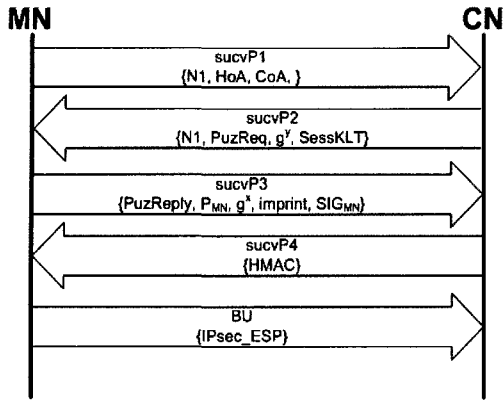 MN CN
sucvP1
{N1, HoA, CoA, }
sucvP2
{N1, PuzReq, g^y, SessKLT}
sucvP3
{PuzReply, P_MN, g^x, imprint, SIG_MN}
sucvP4
{HMAC}
BU
{IPsec_ESP}